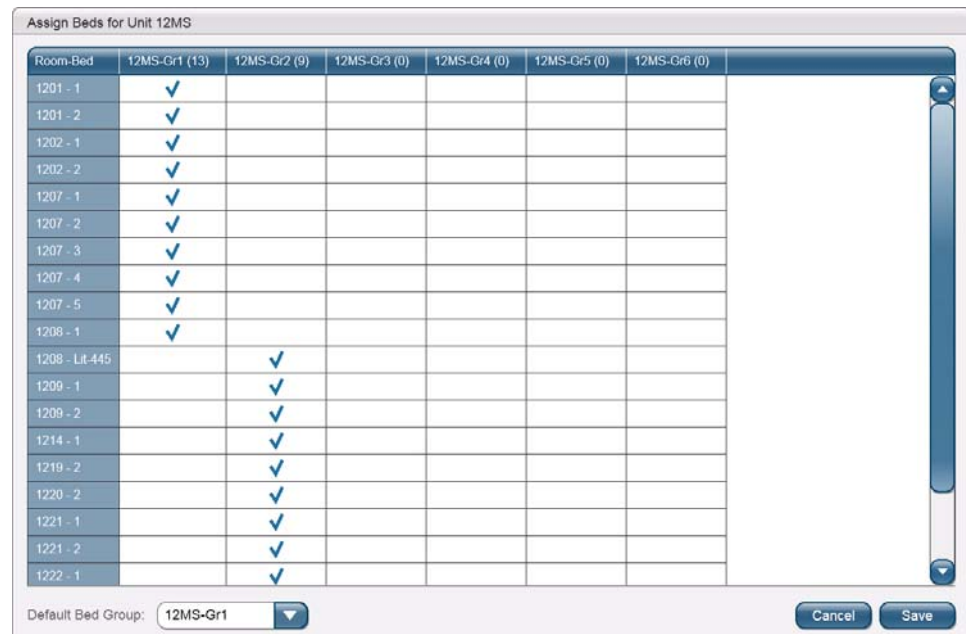 Assign Beds for Unit 12MS
Room-Bed 12MS-Gr1 (13) 12MS-Gr2 (9) 12MS-Gr3 (0) 12MS-Gr4 (0) 12MS-Gr5 (0) 12MS-Gr6 (0)
1201 - 1
1201 - 2
1202 - 1
1202 - 2
1207 - 1
1207 - 2
1207 - 3
1207 - 4
1207 - 5
1208 - 1
1208 - Lit-445
1209 - 1
1209 - 2
1214 - 1
1219 - 2
1220 - 2
1221 - 1
1221 - 2
1222 - 1
Default Bed Group: 12MS-Gr1 Cancel Save